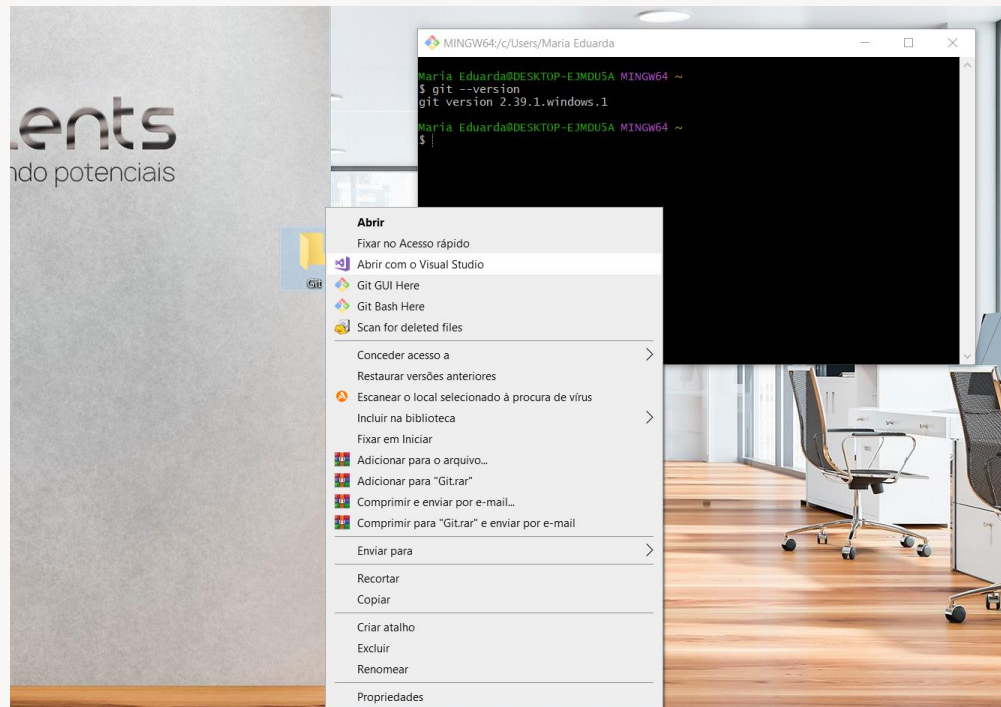 ents
ndo potenciais
MINGW64:/c/Users/Maria Eduarda
Maria Eduarda@DESKTOP-EJMDU5A MINGW64 ~
$ git --version
git version 2.39.1.windows.1
Maria Eduarda@DESKTOP-EJMDU5A MINGW64 ~
$
Git
Abrir
Fixar no Acesso rápido
Abrir com o Visual Studio
Git GUI Here
Git Bash Here
Scan for deleted files
Conceder acesso a
Restaurar versões anteriores
Escanear o local selecionado à procura de vírus
Incluir na biblioteca
Fixar em Iniciar
Adicionar para o arquivo...
Adicionar para "Git.rar"
Comprimir e enviar por e-mail...
Comprimir para "Git.rar" e enviar por e-mail
Enviar para
Recortar
Copiar
Criar atalho
Excluir
Renomear
Propriedades